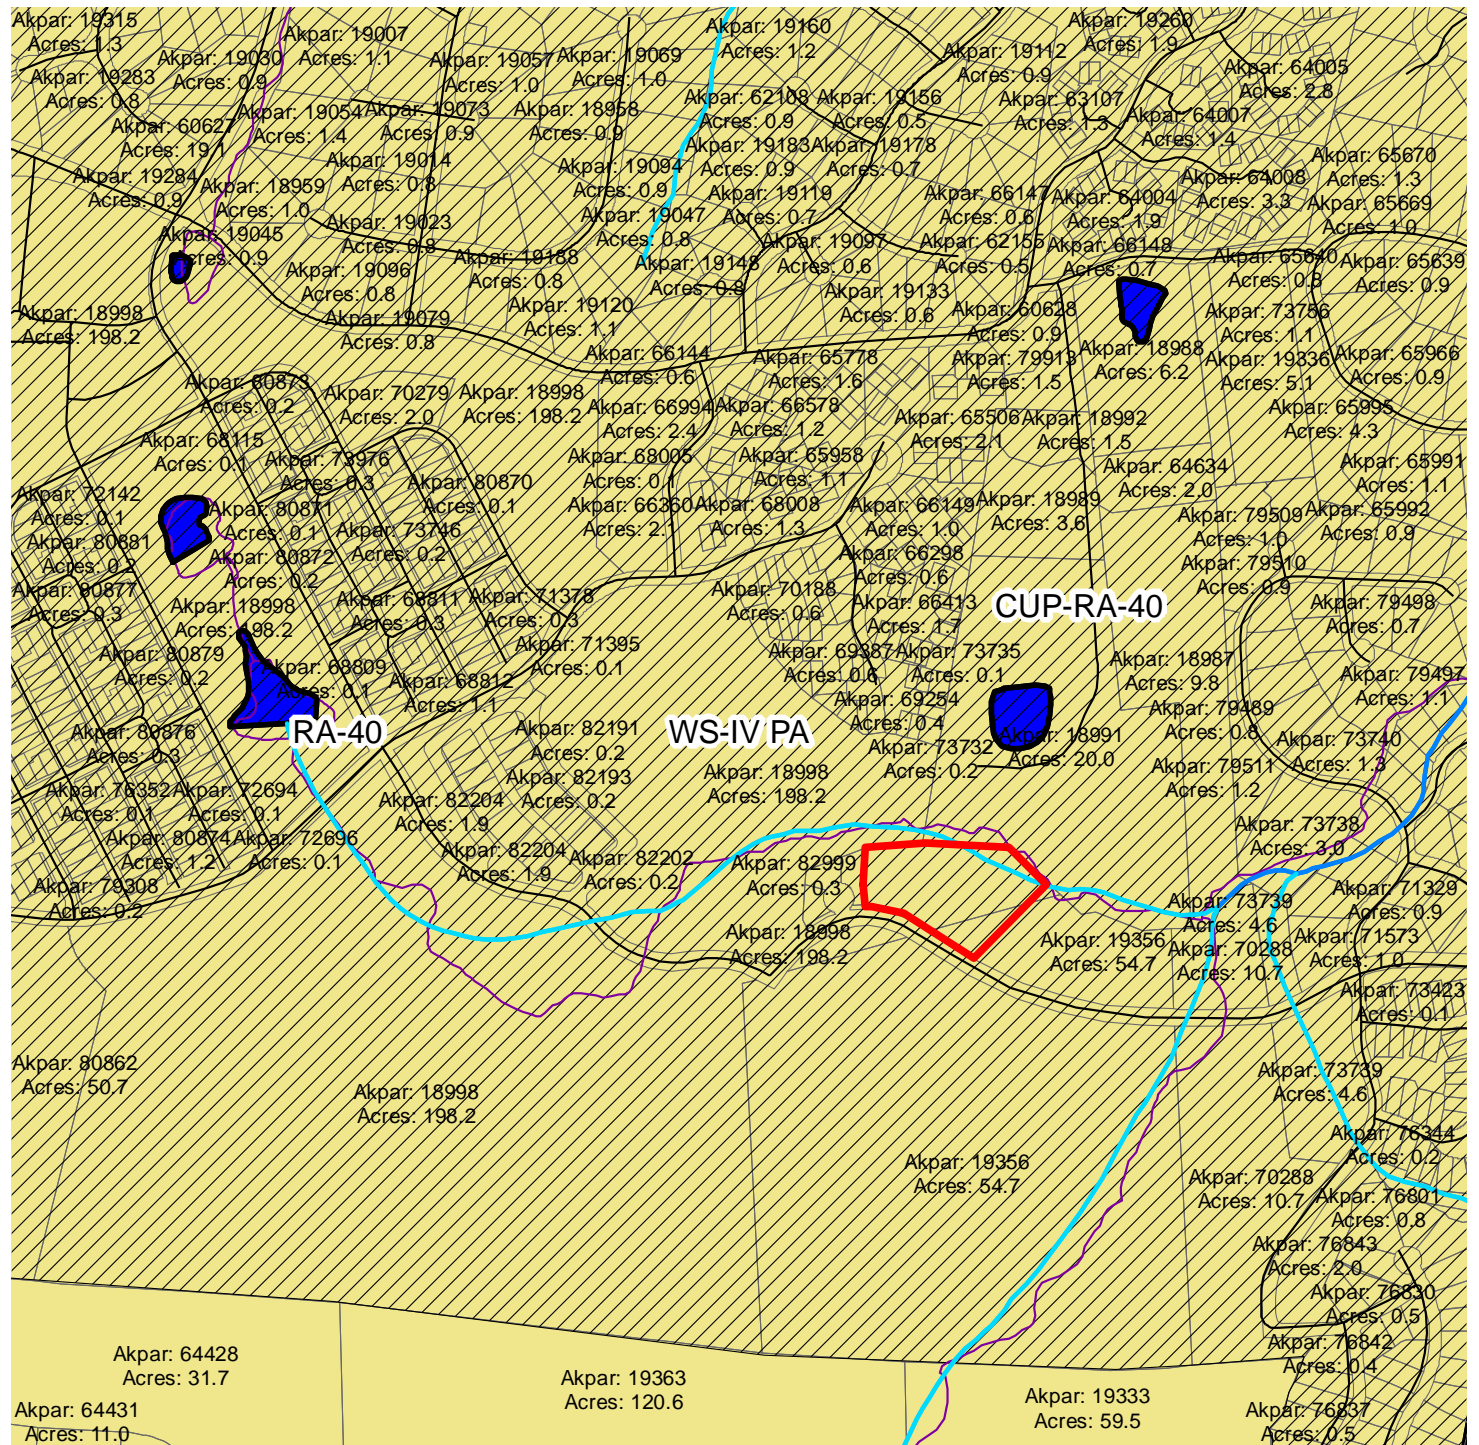 Akpar: 19315
Acres: 1.3
Akpar: 19007
Acres: 1.1
Akpar: 19160
Acres: 1.2
Akpar: 19260
Acres: 1.9
Akpar: 19030
Acres: 0.9
Akpar: 19057
Acres: 1.0
Akpar: 19069
Acres: 1.0
Akpar: 19112
Acres: 0.9
Akpar: 64005
Acres: 2.8
Akpar: 19283
Acres: 0.8
Akpar: 19054
Acres: 1.4
Akpar: 19073
Acres: 0.9
Akpar: 18958
Acres: 0.9
Akpar: 62108
Acres: 0.9
Akpar: 19156
Acres: 0.5
Akpar: 63107
Acres: 1.3
Akpar: 64007
Acres: 1.4
Akpar: 60627
Acres: 19.1
Akpar: 19014
Acres: 0.8
Akpar: 19094
Acres: 0.9
Akpar: 19183
Acres: 0.9
Akpar: 19178
Acres: 0.7
Akpar: 65670
Acres: 1.3
Akpar: 19284
Acres: 0.9
Akpar: 18959
Acres: 1.0
Akpar: 19119
Acres: 0.7
Akpar: 66147
Acres: 0.6
Akpar: 64004
Acres: 1.9
Akpar: 64008
Acres: 3.3
Akpar: 65669
Acres: 1.0
Akpar: 19045
Acres: 0.9
Akpar: 19023
Acres: 0.8
Akpar: 19047
Acres: 0.8
Akpar: 19097
Acres: 0.6
Akpar: 62155
Acres: 0.5
Akpar: 66148
Acres: 0.7
Akpar: 65640
Acres: 0.8
Akpar: 65639
Acres: 0.9
Akpar: 19096
Acres: 0.8
Akpar: 19188
Acres: 0.8
Akpar: 19148
Acres: 0.8
Akpar: 19133
Acres: 0.6
Akpar: 18998
Acres: 198.2
Akpar: 19079
Acres: 0.8
Akpar: 19120
Acres: 1.1
Akpar: 60628
Acres: 0.9
Akpar: 73756
Acres: 1.1
Akpar: 66144
Acres: 0.6
Akpar: 65778
Acres: 1.6
Akpar: 79913
Acres: 1.5
Akpar: 18988
Acres: 6.2
Akpar: 19336
Acres: 5.1
Akpar: 65966
Acres: 0.9
Akpar: 80873
Acres: 0.2
Akpar: 70279
Acres: 2.0
Akpar: 18998
Acres: 198.2
Akpar: 66994
Acres: 2.4
Akpar: 66578
Acres: 1.2
Akpar: 65506
Acres: 2.1
Akpar: 18992
Acres: 1.5
Akpar: 65995
Acres: 4.3
Akpar: 68115
Acres: 0.1
Akpar: 73976
Acres: 0.3
Akpar: 80870
Acres: 0.1
Akpar: 68005
Acres: 0.1
Akpar: 65958
Acres: 1.1
Akpar: 64634
Acres: 2.0
Akpar: 65991
Acres: 1.1
Akpar: 72142
Acres: 0.1
Akpar: 80871
Acres: 0.1
Akpar: 73746
Acres: 0.2
Akpar: 66360
Acres: 2.1
Akpar: 68008
Acres: 1.3
Akpar: 66149
Acres: 1.0
Akpar: 18989
Acres: 3.6
Akpar: 79509
Acres: 1.0
Akpar: 65992
Acres: 0.9
Akpar: 80881
Acres: 0.2
Akpar: 80872
Acres: 0.2
Akpar: 66298
Acres: 0.6
Akpar: 79510
Acres: 0.9
Akpar: 80877
Acres: 0.3
Akpar: 18998
Acres: 198.2
Akpar: 68811
Acres: 0.3
Akpar: 71378
Acres: 0.3
Akpar: 70188
Acres: 0.6
Akpar: 66413
Acres: 1.7
CUP-RA-40
Akpar: 79498
Acres: 0.7
Akpar: 80879
Acres: 0.2
Akpar: 68809
Acres: 0.1
Akpar: 68812
Acres: 1.1
Akpar: 71395
Acres: 0.1
Akpar: 69387
Acres: 0.6
Akpar: 73735
Acres: 0.1
Akpar: 18987
Acres: 9.8
Akpar: 79497
Acres: 1.1
Akpar: 69254
Acres: 0.4
Akpar: 79489
Acres: 0.8
Akpar: 80876
Acres: 0.3
RA-40
Akpar: 82191
Acres: 0.2
WS-IV PA
Akpar: 73732
Acres: 0.2
Akpar: 18991
Acres: 20.0
Akpar: 73740
Acres: 1.3
Akpar: 76352
Acres: 0.1
Akpar: 72694
Acres: 0.1
Akpar: 82204
Acres: 1.9
Akpar: 82193
Acres: 0.2
Akpar: 18998
Acres: 198.2
Akpar: 79511
Acres: 1.2
Akpar: 80874
Acres: 1.2
Akpar: 72696
Acres: 0.1
Akpar: 82204
Acres: 1.9
Akpar: 82202
Acres: 0.2
Akpar: 82999
Acres: 0.3
Akpar: 73738
Acres: 3.0
Akpar: 79308
Acres: 0.2
Akpar: 18998
Acres: 198.2
Akpar: 19356
Acres: 54.7
Akpar: 73739
Acres: 4.6
Akpar: 71329
Acres: 0.9
Akpar: 70288
Acres: 10.7
Akpar: 71573
Acres: 1.0
Akpar: 73423
Acres: 0.1
Akpar: 80862
Acres: 50.7
Akpar: 18998
Acres: 198.2
Akpar: 73739
Acres: 4.6
Akpar: 76344
Acres: 0.2
Akpar: 19356
Acres: 54.7
Akpar: 70288
Acres: 10.7
Akpar: 76801
Acres: 0.8
Akpar: 76843
Acres: 2.0
Akpar: 76830
Acres: 0.5
Akpar: 76842
Acres: 0.4
Akpar: 64428
Acres: 31.7
Akpar: 19363
Acres: 120.6
Akpar: 19333
Acres: 59.5
Akpar: 64431
Acres: 11.0
Akpar: 76837
Acres: 0.5